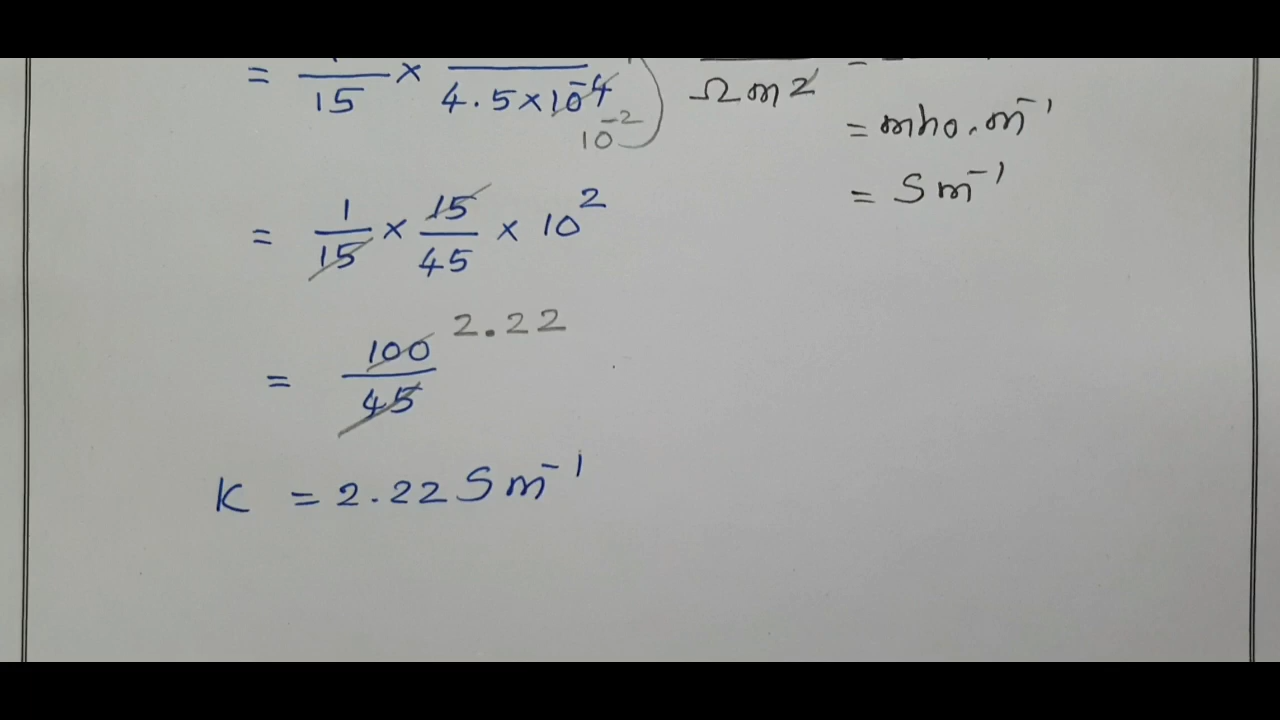 = 1/15 × ——/4.5×10⁻⁴ ——/Ωm2 =
10⁻²
= mho.m⁻¹
= Sm⁻¹
= 1/15 × 15/45 × 10²
= 100/45 2.22
K = 2.22 Sm⁻¹